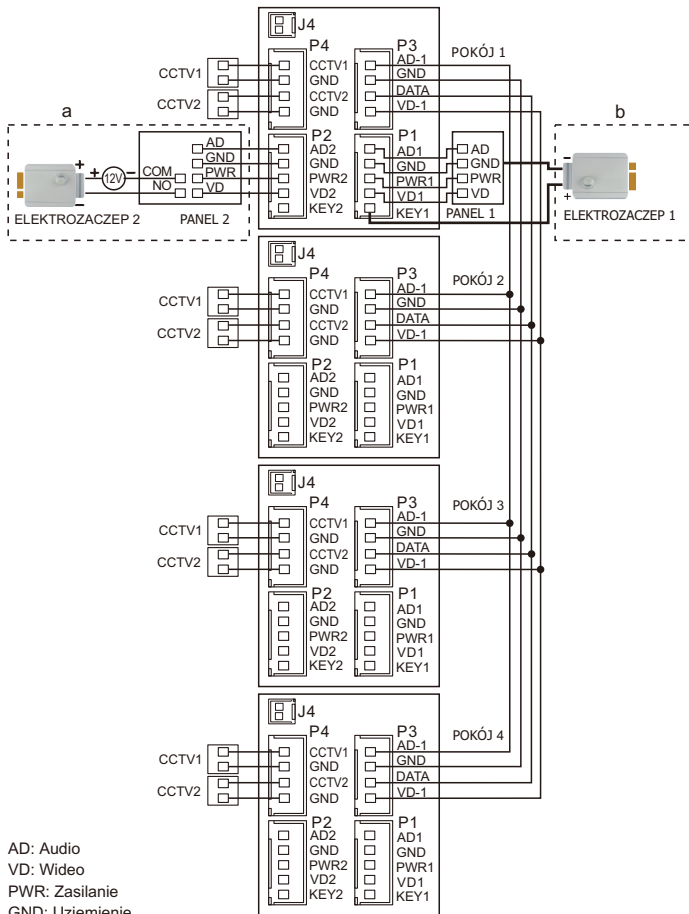 J4
P4
P3
CCTV1
GND
CCTV2
GND
AD-1
GND
DATA
VD-1
POKÓJ 1
CCTV1
CCTV2
a
b
P2
P1
AD
GND
PWR
VD
COM
NO
+
−
+
12V
−
AD2
GND
PWR2
VD2
KEY2
AD1
GND
PWR1
VD1
KEY1
AD
GND
PWR
VD
−
+
ELEKTROZACZEP 2
PANEL 2
PANEL 1
ELEKTROZACZEP 1
J4
P4
P3
CCTV1
GND
CCTV2
GND
AD-1
GND
DATA
VD-1
POKÓJ 2
CCTV1
CCTV2
P2
P1
AD2
GND
PWR2
VD2
KEY2
AD1
GND
PWR1
VD1
KEY1
J4
P4
P3
CCTV1
GND
CCTV2
GND
AD-1
GND
DATA
VD-1
POKÓJ 3
CCTV1
CCTV2
P2
P1
AD2
GND
PWR2
VD2
KEY2
AD1
GND
PWR1
VD1
KEY1
J4
P4
P3
CCTV1
GND
CCTV2
GND
AD-1
GND
DATA
VD-1
POKÓJ 4
CCTV1
CCTV2
P2
P1
AD2
GND
PWR2
VD2
KEY2
AD1
GND
PWR1
VD1
KEY1
AD: Audio
VD: Wideo
PWR: Zasilanie
GND: Uziemienie